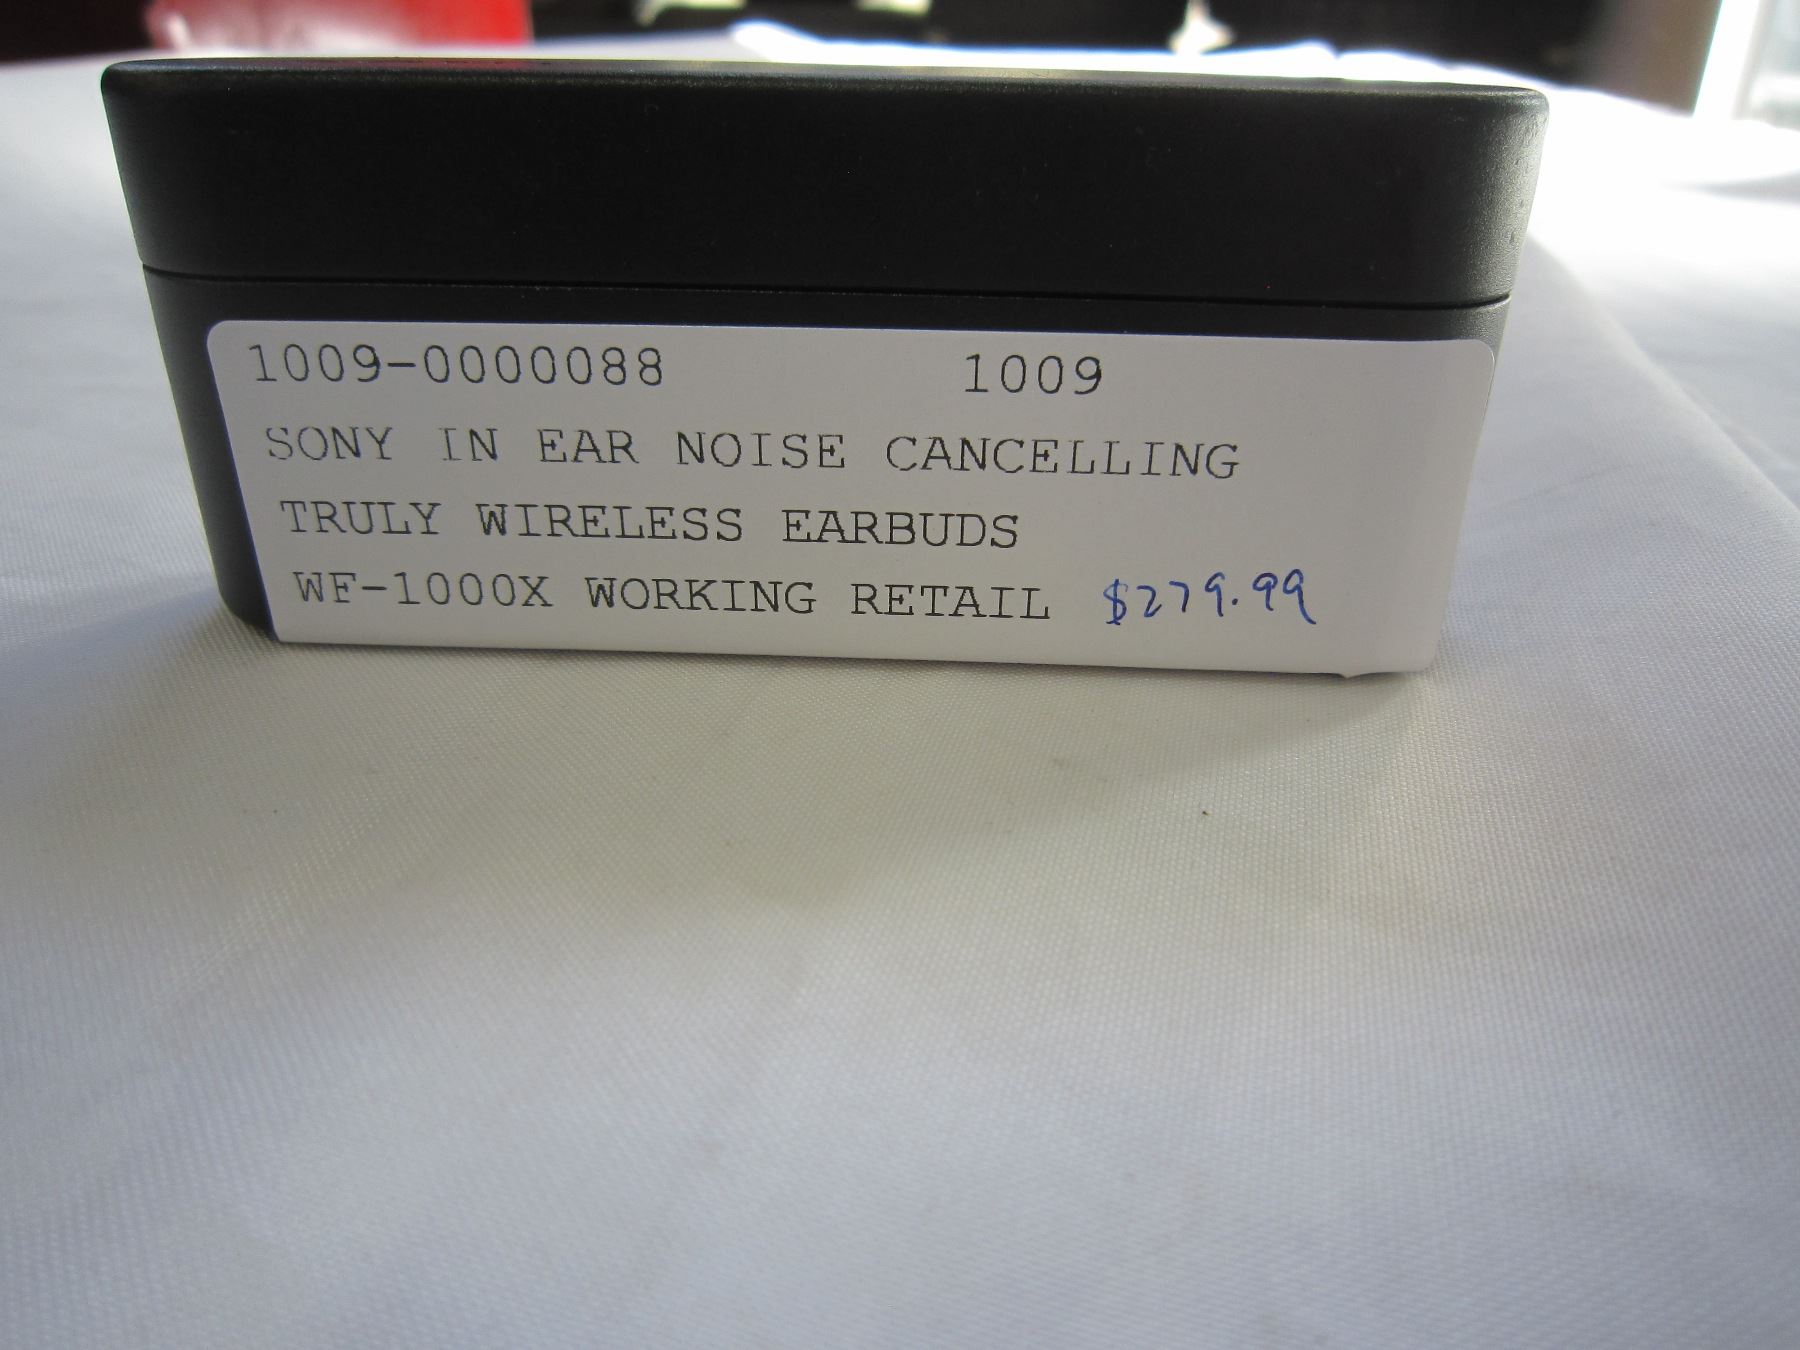 1009-0000088 1009
SONY IN EAR NOISE CANCELLING
TRULY WIRELESS EARBUDS
WF-1000X WORKING RETAIL $279.99